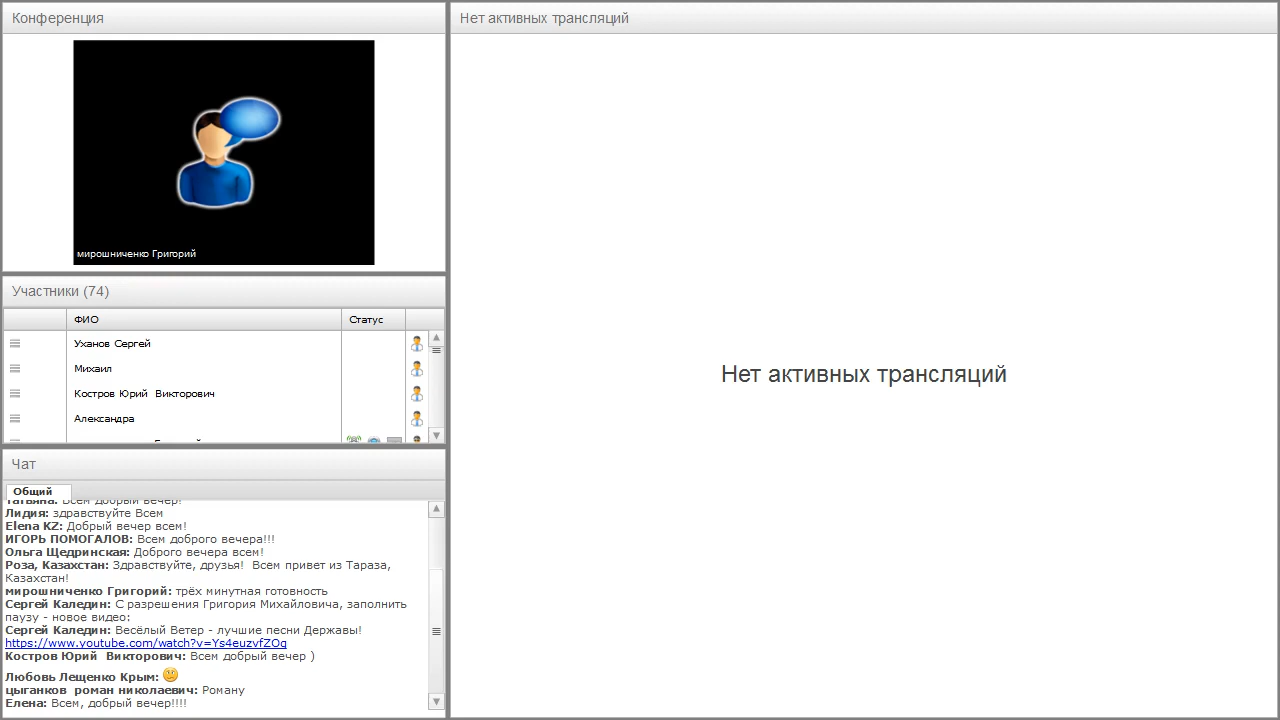 Конференция
мирошниченко Григорий
Участники (74)
ФИО Статус
Уханов Сергей
Михаил
Костров Юрий Викторович
Александра
Чат
Общий
Татьяна: Всем добрый вечер!
Лидия: здравствуйте Всем
Elena KZ: Добрый вечер всем!
ИГОРЬ ПОМОГАЛОВ: Всем доброго вечера!!!
Ольга Щедринская: Доброго вечера всем!
Роза, Казахстан: Здравствуйте, друзья! Всем привет из Тараза,
Казахстан!
мирошниченко Григорий: трёх минутная готовность
Сергей Каледин: С разрешения Григория Михайловича, заполнить
паузу - новое видео:
Сергей Каледин: Весёлый Ветер - лучшие песни Державы!
https://www.youtube.com/watch?v=Ys4euzvfZOg
Костров Юрий Викторович: Всем добрый вечер )
Любовь Лещенко Крым:
цыганков роман николаевич: Роману
Елена: Всем, добрый вечер!!!!
Нет активных трансляций
Нет активных трансляций